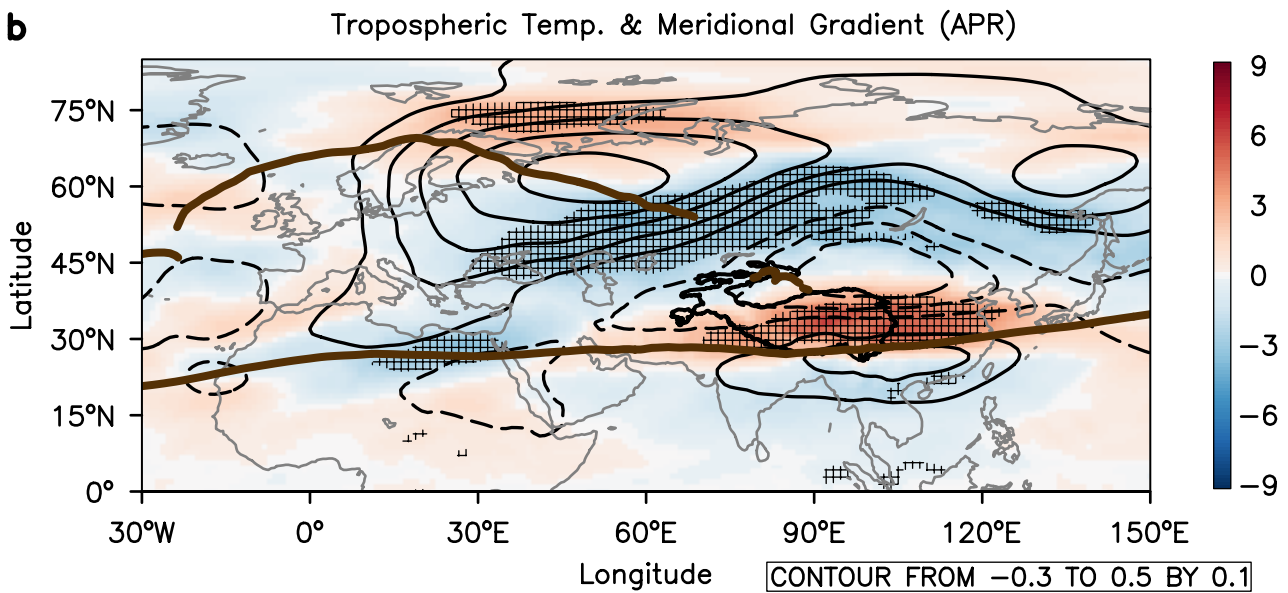 b
Tropospheric Temp. & Meridional Gradient (APR)
75°N
60°N
45°N
30°N
15°N
0°
Latitude
30°W
0°
30°E
60°E
90°E
120°E
150°E
Longitude
9
6
3
0
−3
−6
−9
CONTOUR FROM −0.3 TO 0.5 BY 0.1